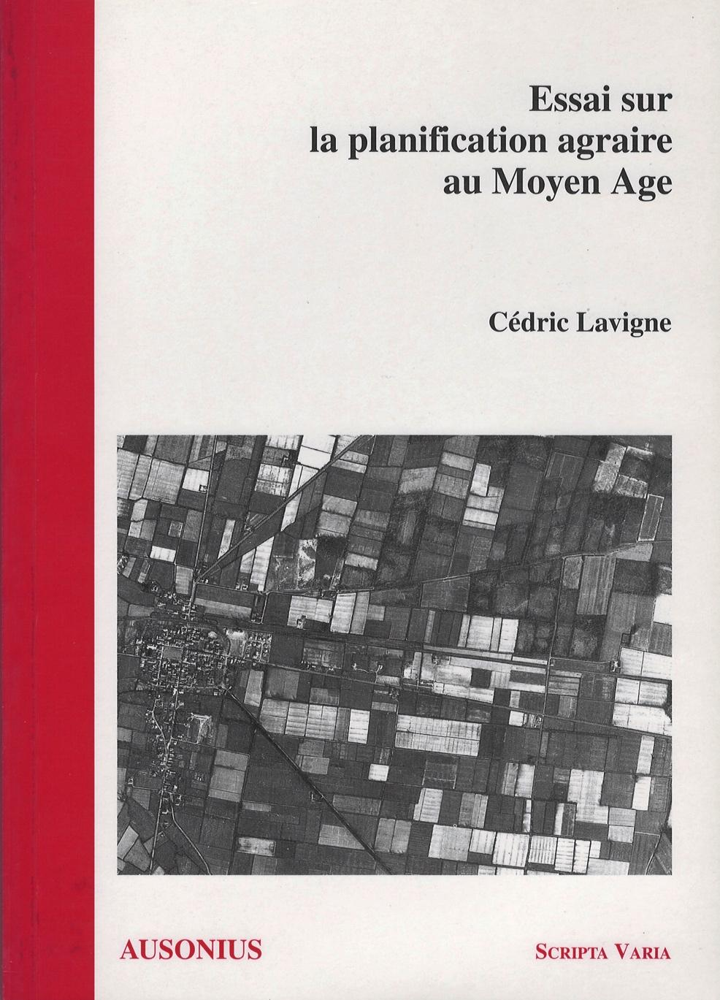 Essai sur
la planification agraire
au Moyen Age
Cédric Lavigne
AUSONIUS
SCRIPTA VARIA